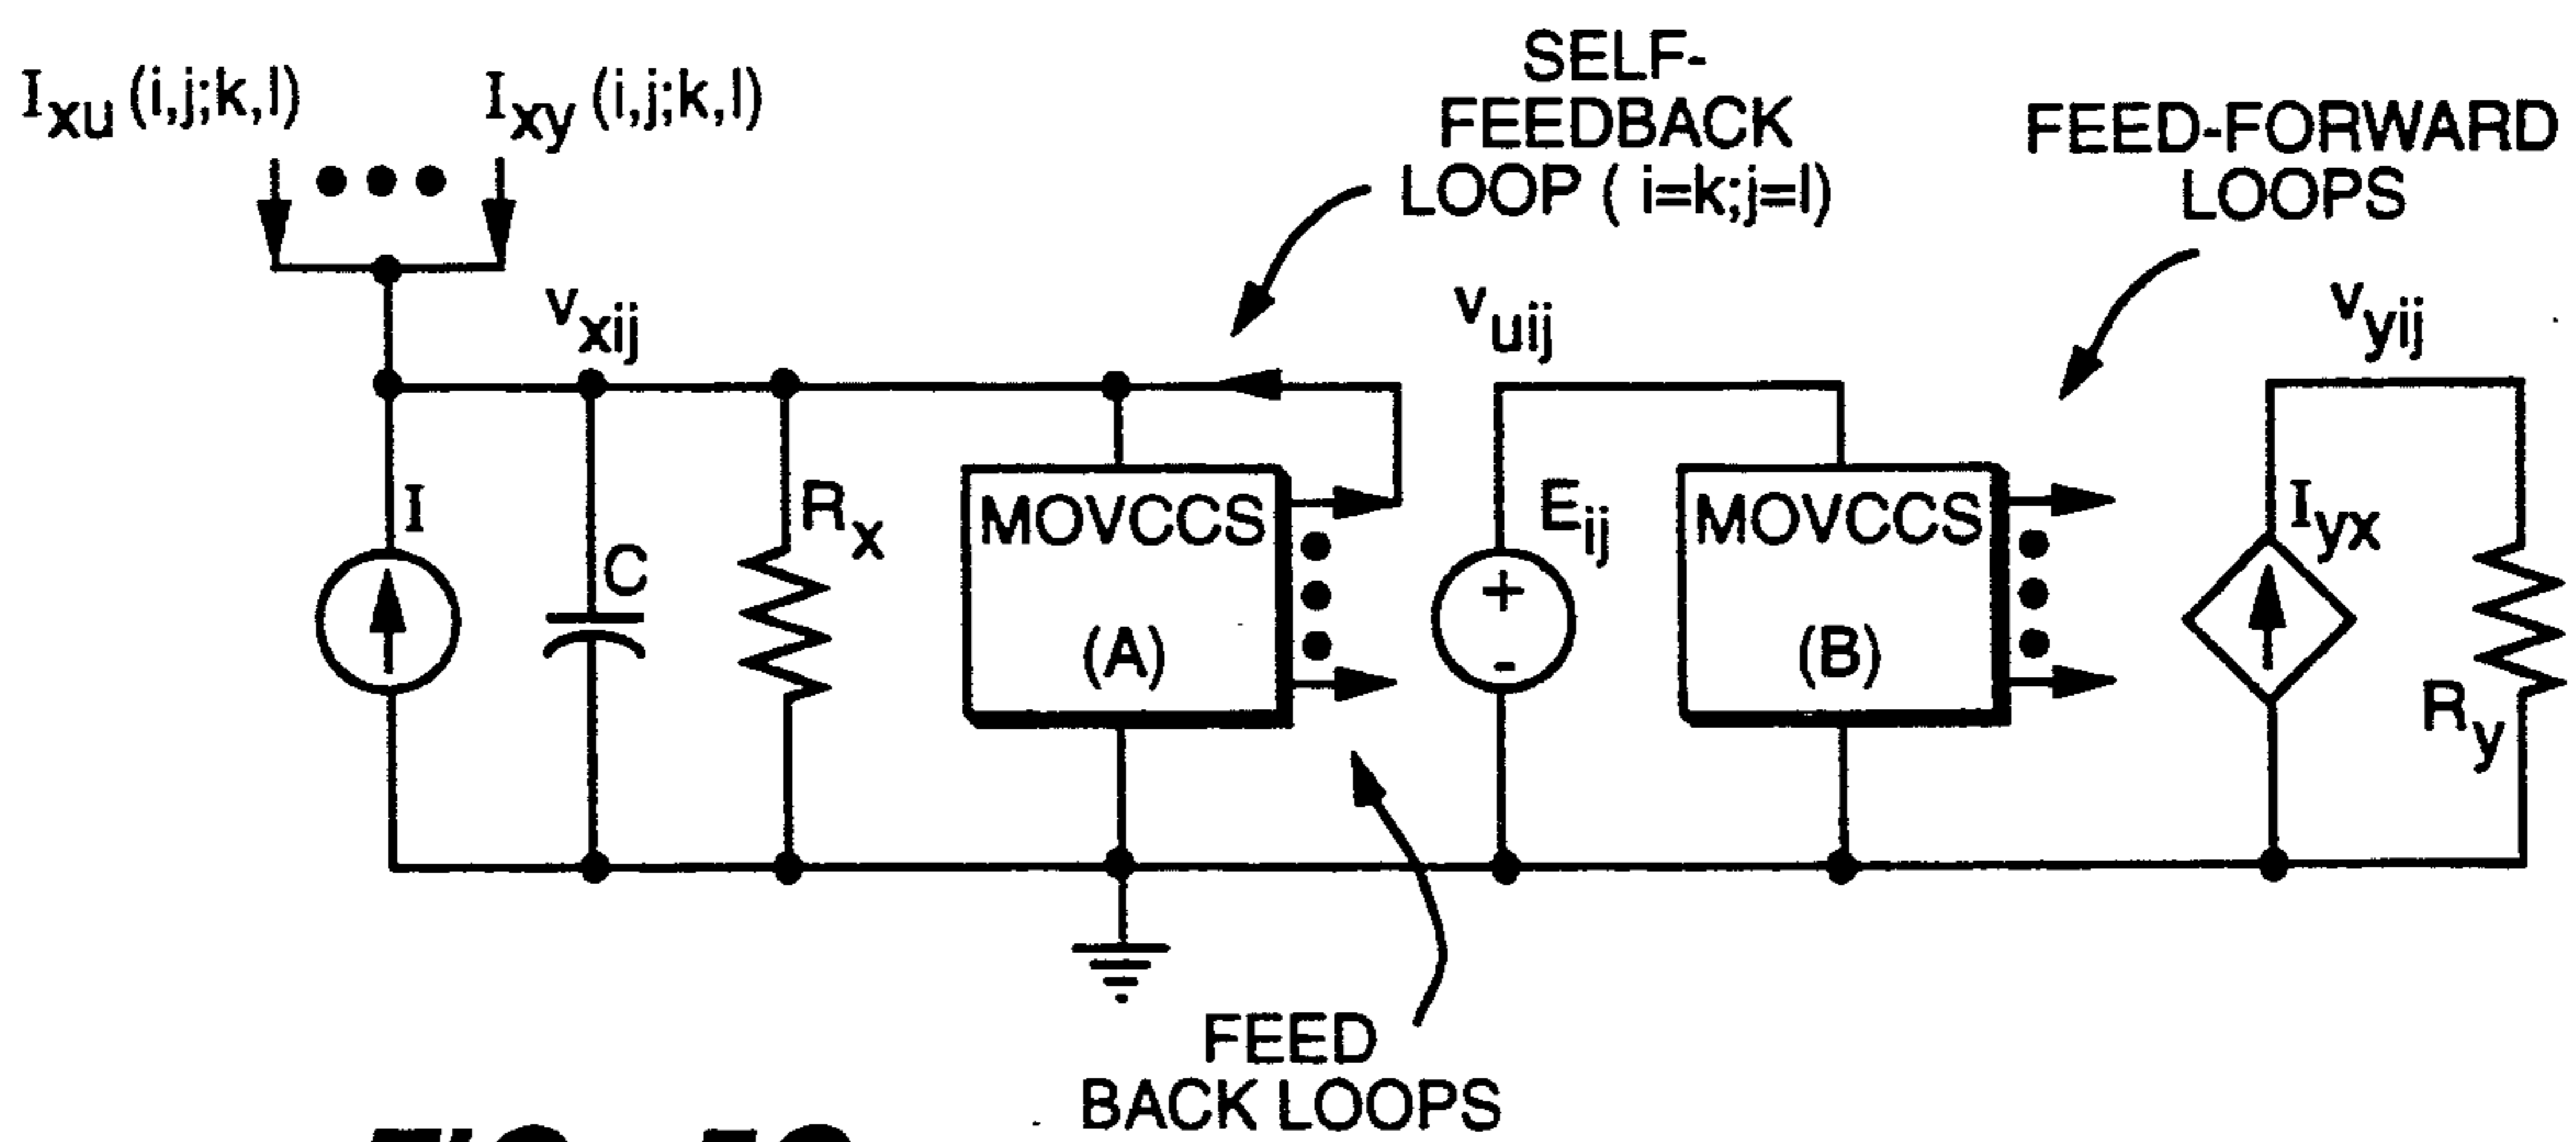 SELF-
FEEDBACK
LOOP ( i=k;j=l)
FEED-FORWARD
LOOPS
I_xu (i,j;k,l)
I_xy (i,j;k,l)
v_xij
v_uij
v_yij
I
C
R_x
MOVCCS
(A)
E_ij
+
-
MOVCCS
(B)
I_yx
R_y
FEED
BACK LOOPS